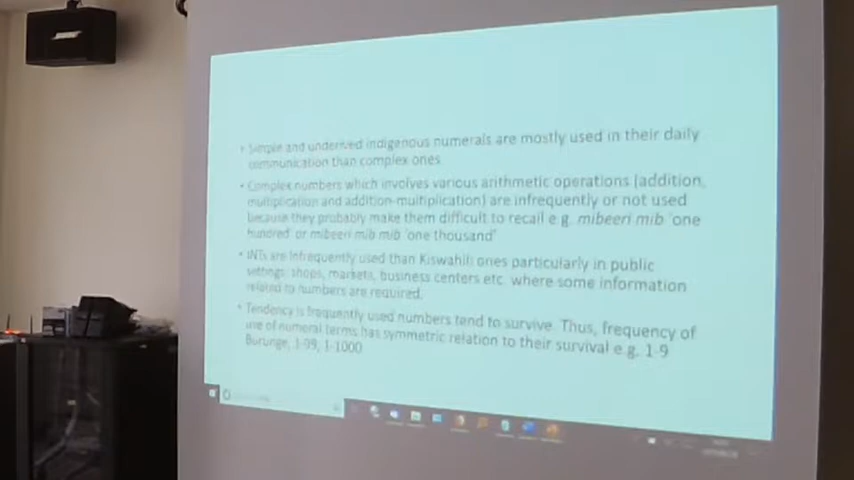 • Simple and underived indigenous numerals are mostly used in their daily
communication than complex ones.
• Complex numbers which involves various arithmetic operations (addition,
multiplication and addition-multiplication) are infrequently or not used
because they probably make them difficult to recall e.g. mibeeri mib 'one
hundred' or mibeeri mib mib 'one thousand'
• INTs are infrequently used than Kiswahili ones particularly in public
settings: shops, markets, business centers etc. where some information
related to numbers are required.
• Tendency is frequently used numbers tend to survive. Thus, frequency of
use of numeral terms has symmetric relation to their survival e.g. 1-9
Burunge, 1-99, 1-1000